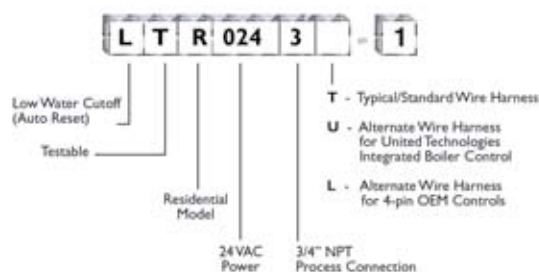 L T R 024 3 - 1
T - Typical/Standard Wire Harness
Low Water Cutoff
(Auto Reset)
U - Alternate Wire Harness
for United Technologies
Integrated Boiler Control
Testable
L - Alternate Wire Harness
for 4-pin OEM Controls
Residential
Model
24VAC
Power
3/4" NPT
Process Connection